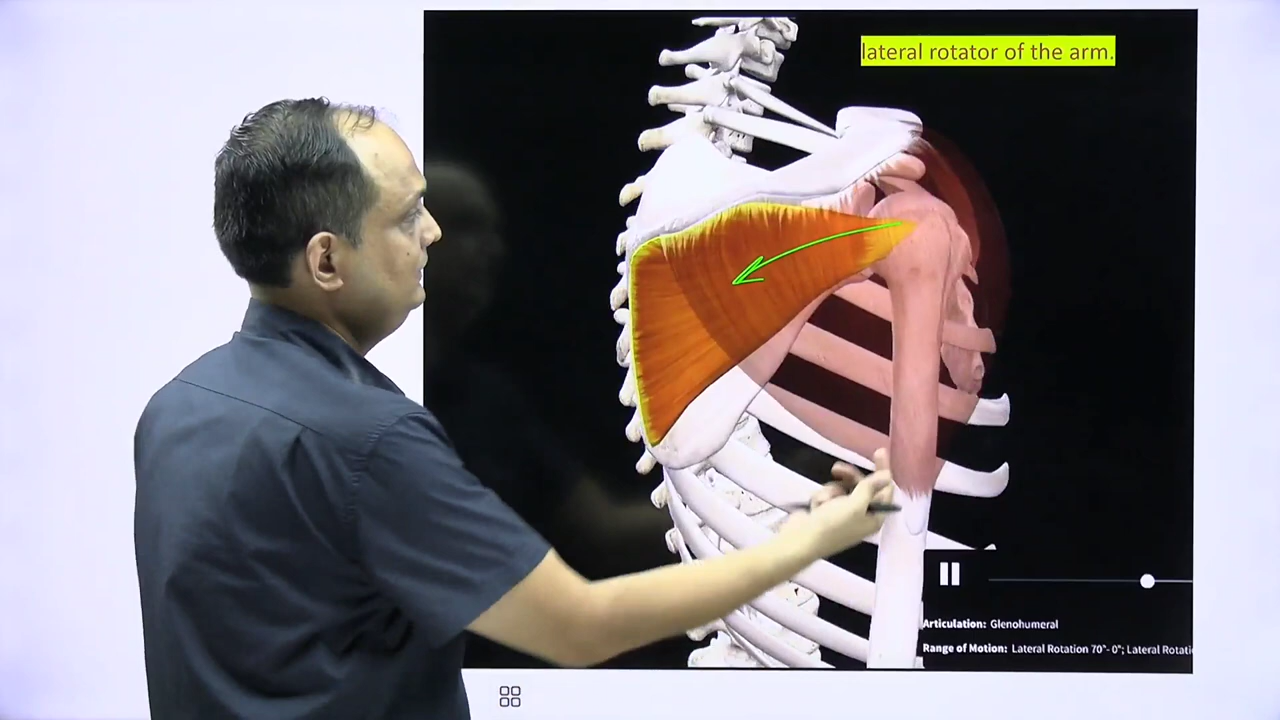 lateral rotator of the arm.
Articulation: Glenohumeral
Range of Motion: Lateral Rotation 70°- 0°; Lateral Rotati